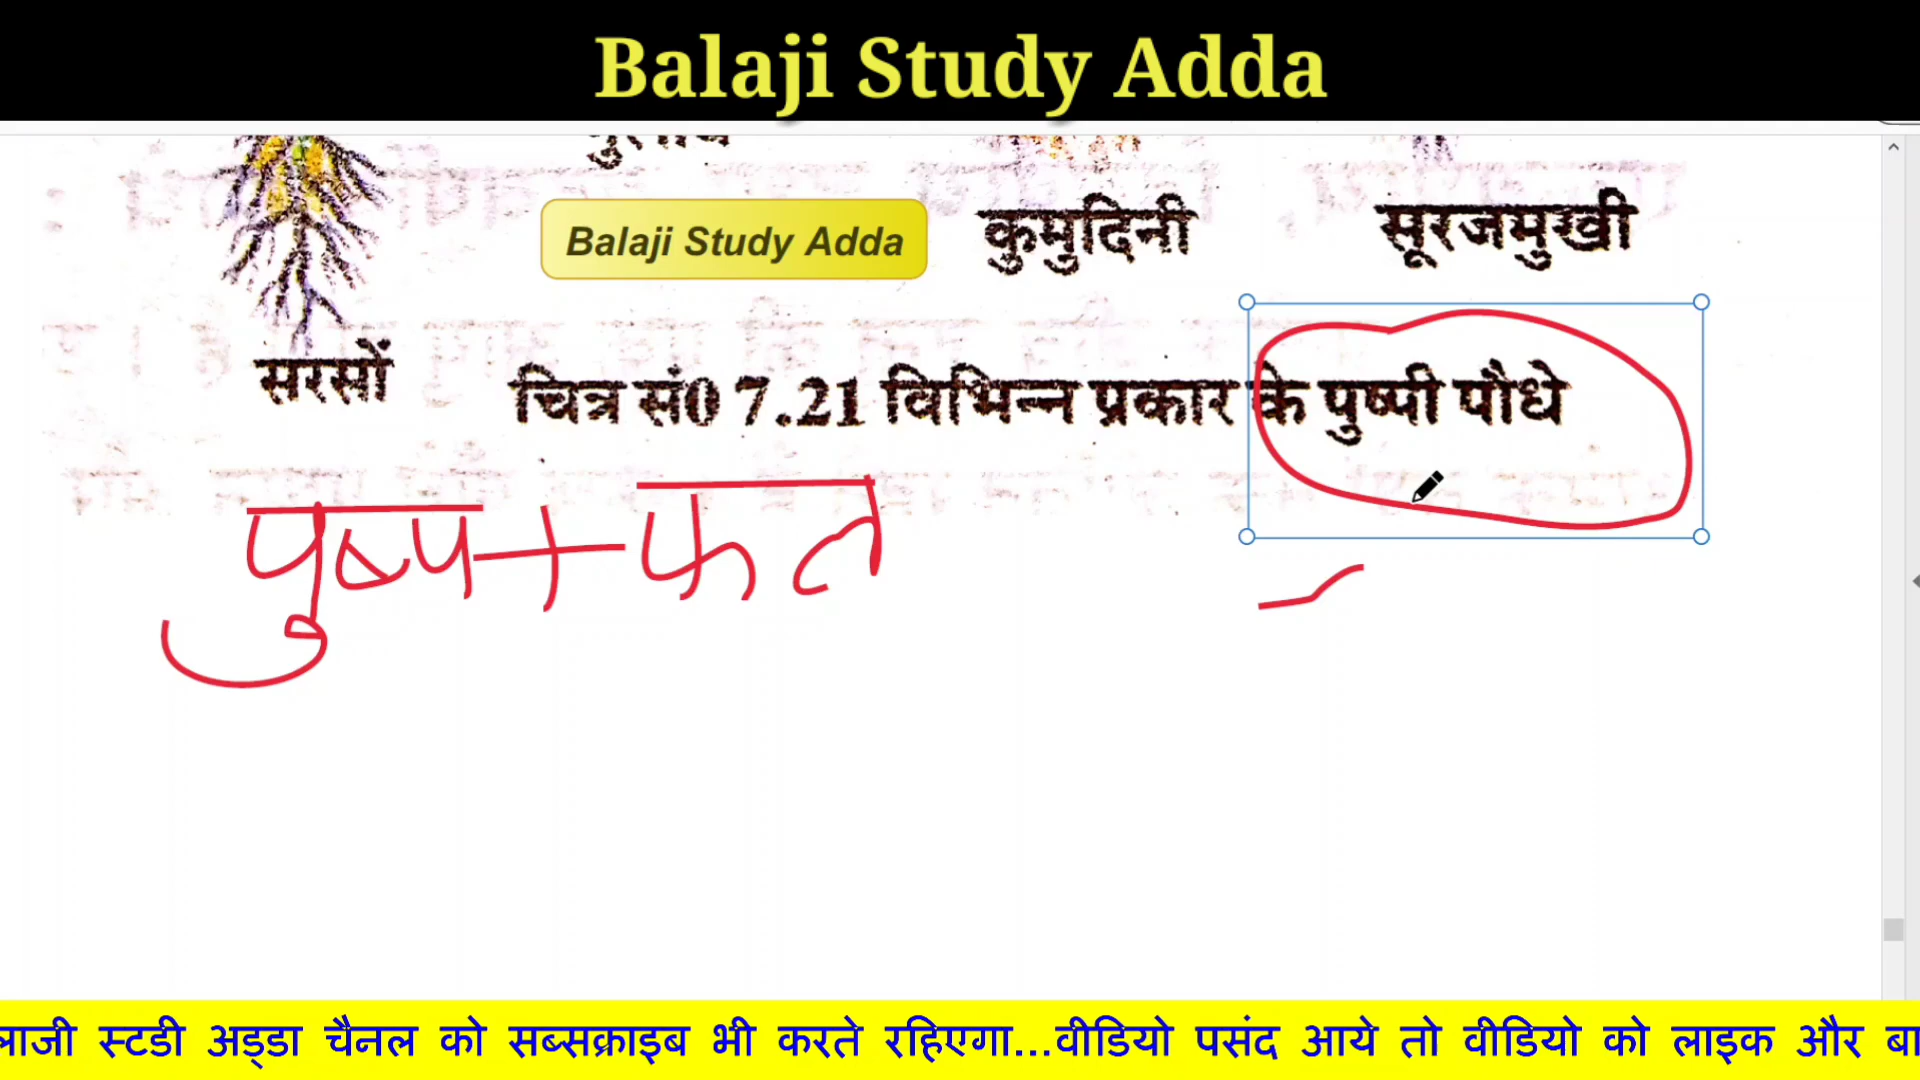 Balaji Study Adda
Balaji Study Adda
कुमुदिनी
सूरजमुखी
सरसों
चित्र सं0 7.21 विभिन्न प्रकार के पुष्पी पौधे
पुष्प + फल
लाजी स्टडी अड्डा चैनल को सब्सक्राइब भी करते रहिएगा...वीडियो पसंद आये तो वीडियो को लाइक और बा